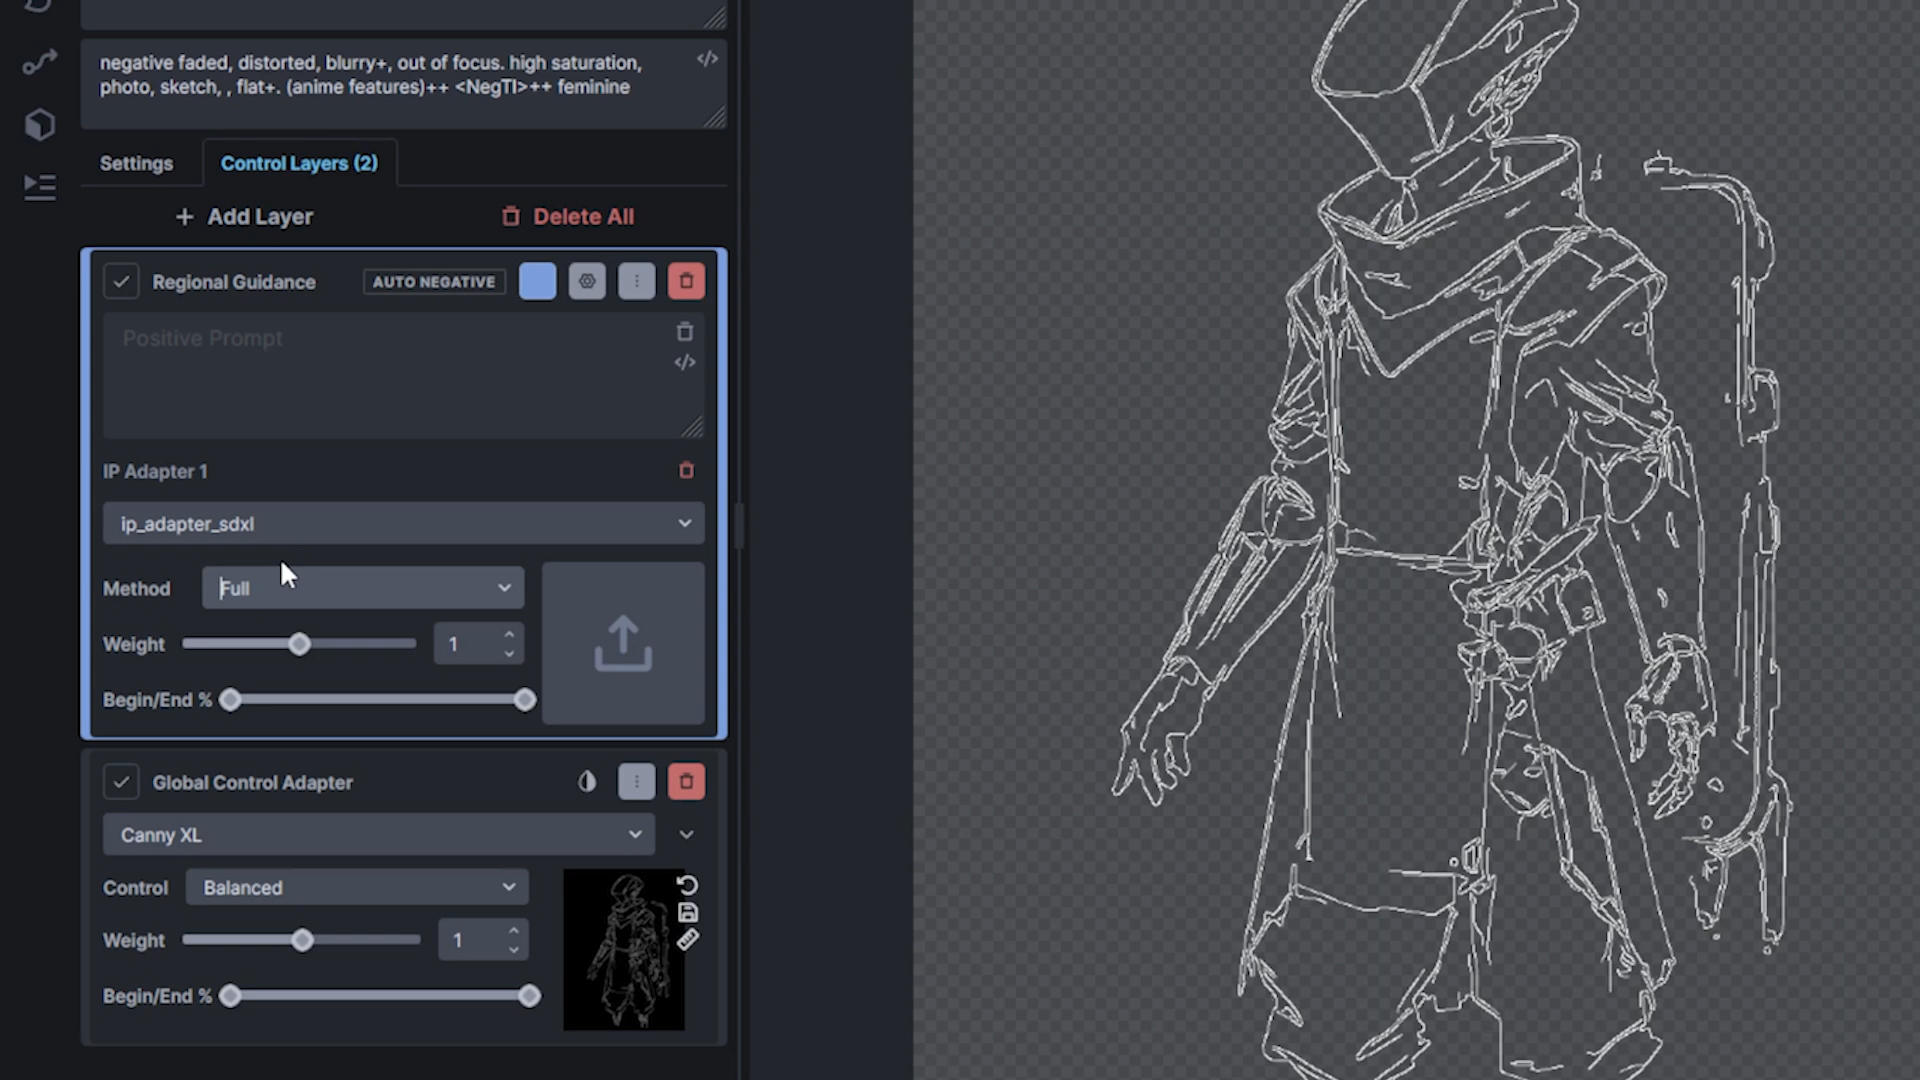 negative faded, distorted, blurry+, out of focus. high saturation,
photo, sketch, , flat+. (anime features)++ <NegTI>++ feminine
Settings
Control Layers (2)
+ Add Layer
Delete All
Regional Guidance
AUTO NEGATIVE
Positive Prompt
IP Adapter 1
ip_adapter_sdxl
Method
Full
Weight
1
Begin/End %
Global Control Adapter
Canny XL
Control
Balanced
Weight
1
Begin/End %